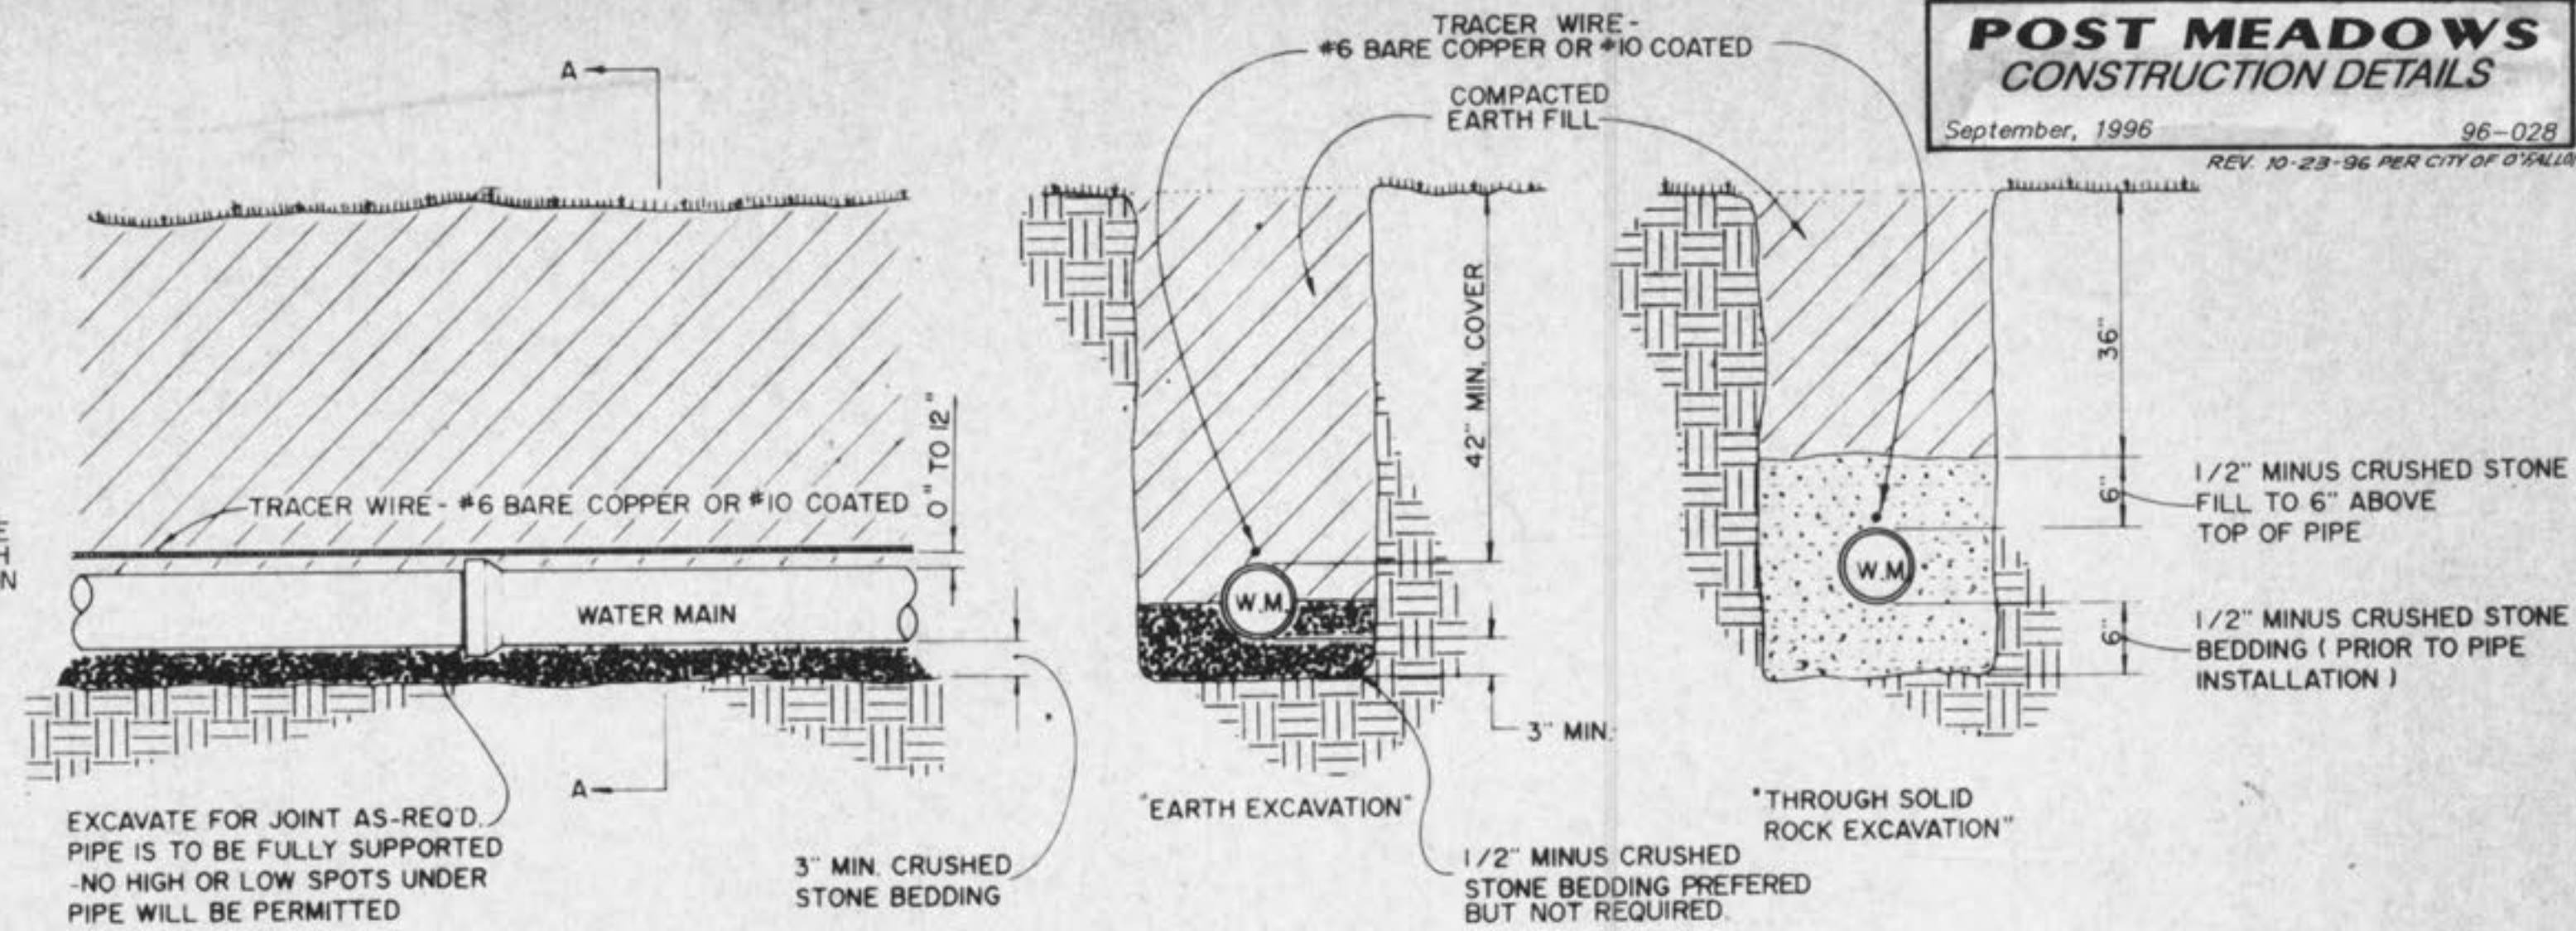 POST MEADOWS
CONSTRUCTION DETAILS
September, 1996 96-028
REV. 10-23-96 PER CITY OF
A
TRACER WIRE - #6 BARE COPPER OR #10 COATED
0" TO 12"
WATER MAIN
A
EXCAVATE FOR JOINT AS-REQ'D.
PIPE IS TO BE FULLY SUPPORTED
-NO HIGH OR LOW SPOTS UNDER
PIPE WILL BE PERMITTED
3" MIN. CRUSHED
STONE BEDDING
TRACER WIRE-
#6 BARE COPPER OR #10 COATED
COMPACTED
EARTH FILL
42" MIN. COVER
W.M.
3" MIN.
"EARTH EXCAVATION"
1/2" MINUS CRUSHED
STONE BEDDING PREFERED
BUT NOT REQUIRED.
36"
6"
W.M.
6"
1/2" MINUS CRUSHED STONE
FILL TO 6" ABOVE
TOP OF PIPE
1/2" MINUS CRUSHED STONE
BEDDING ( PRIOR TO PIPE
INSTALLATION )
"THROUGH SOLID
ROCK EXCAVATION"